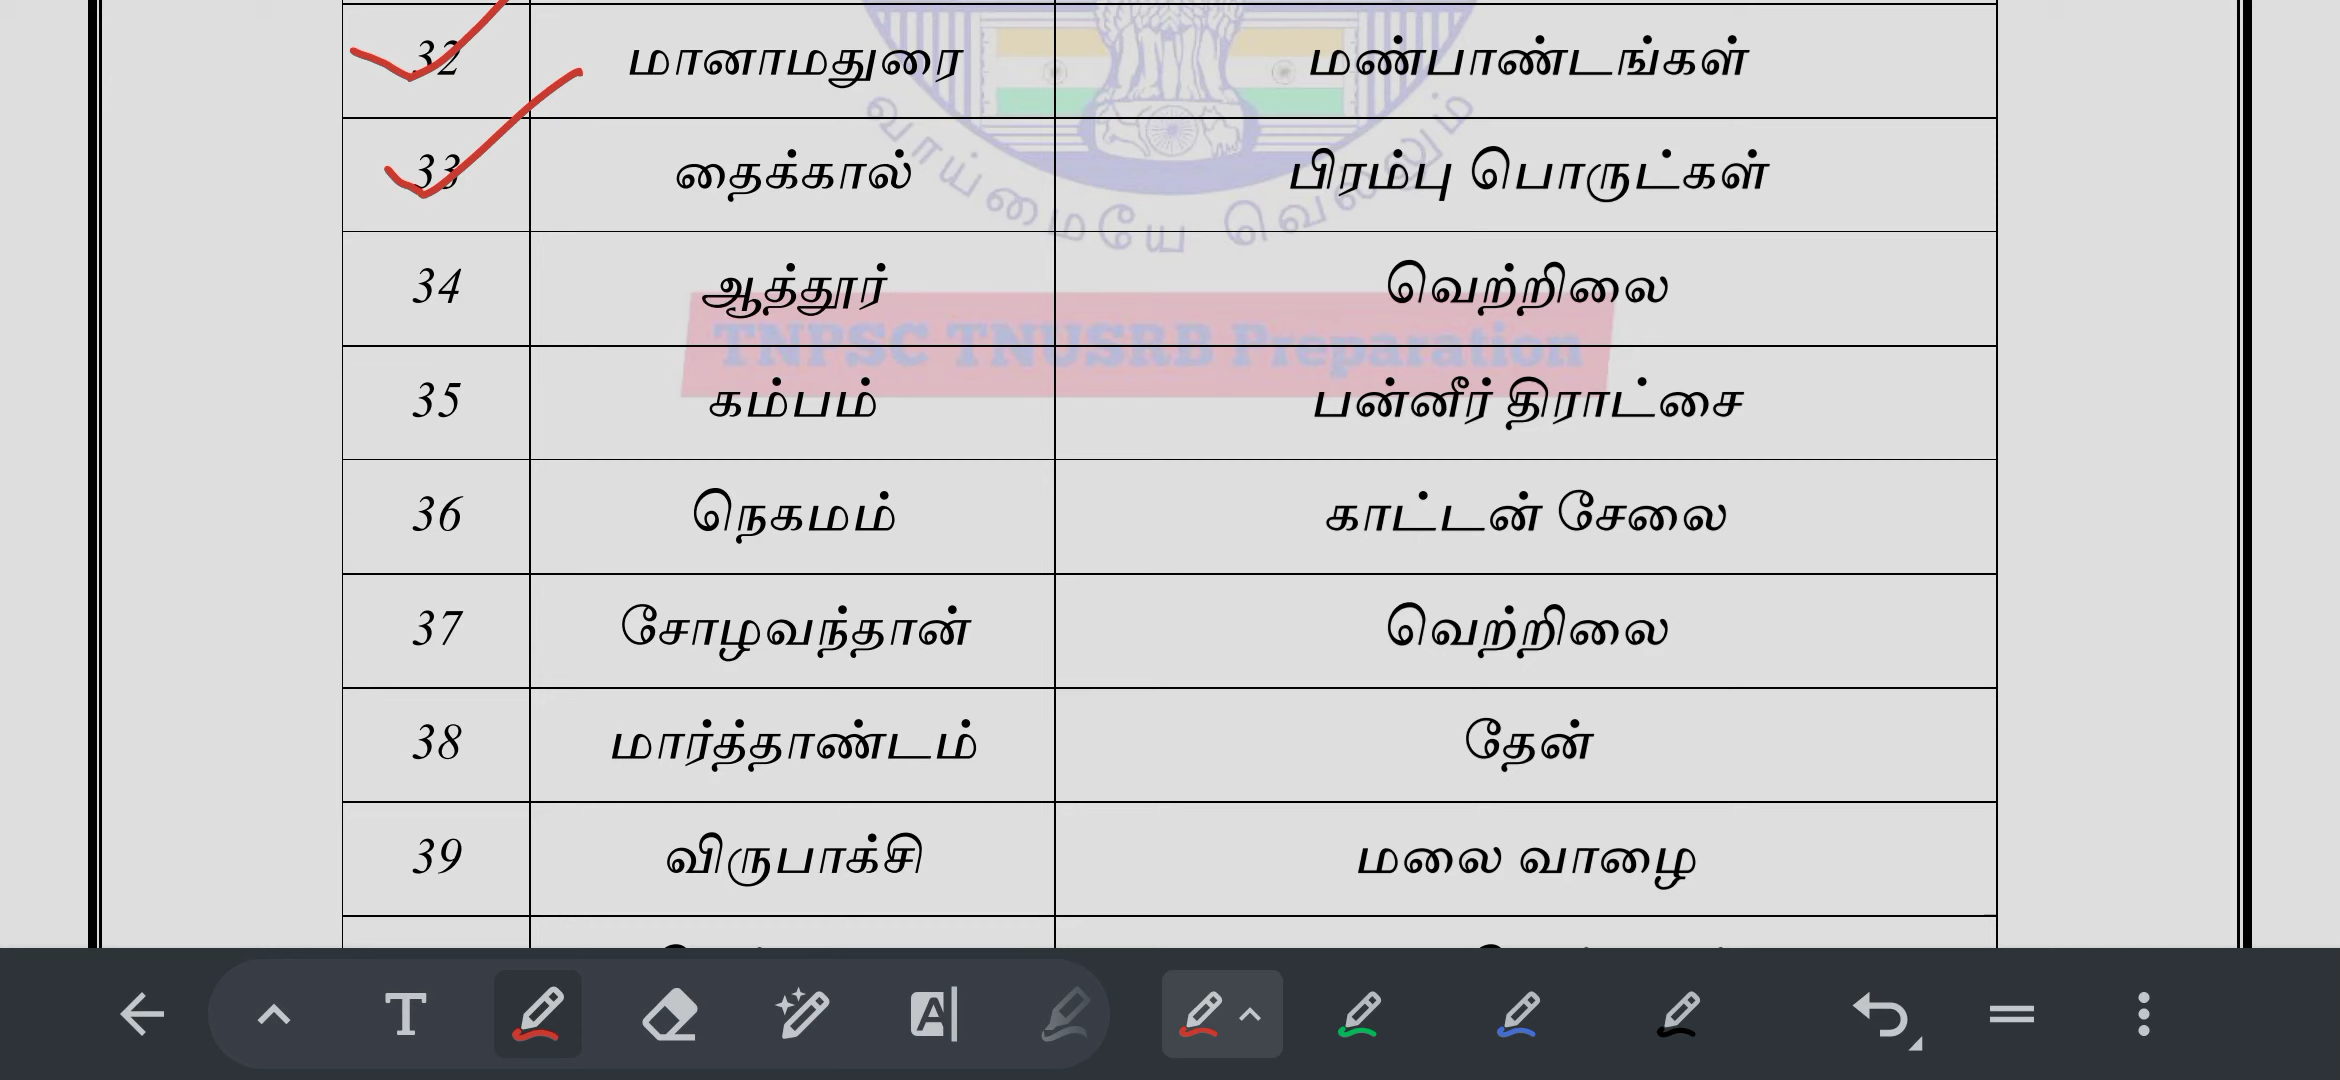 32 மானாமதுரை மண்பாண்டங்கள்
33 தைக்கால் பிரம்பு பொருட்கள்
வாய்மையே வெல்லும்
34 ஆத்தூர் வெற்றிலை
TNPSC TNUSRB Preparation
35 கம்பம் பன்னீர் திராட்சை
36 நெகமம் காட்டன் சேலை
37 சோழவந்தான் வெற்றிலை
38 மார்த்தாண்டம் தேன்
39 விருபாக்சி மலை வாழை